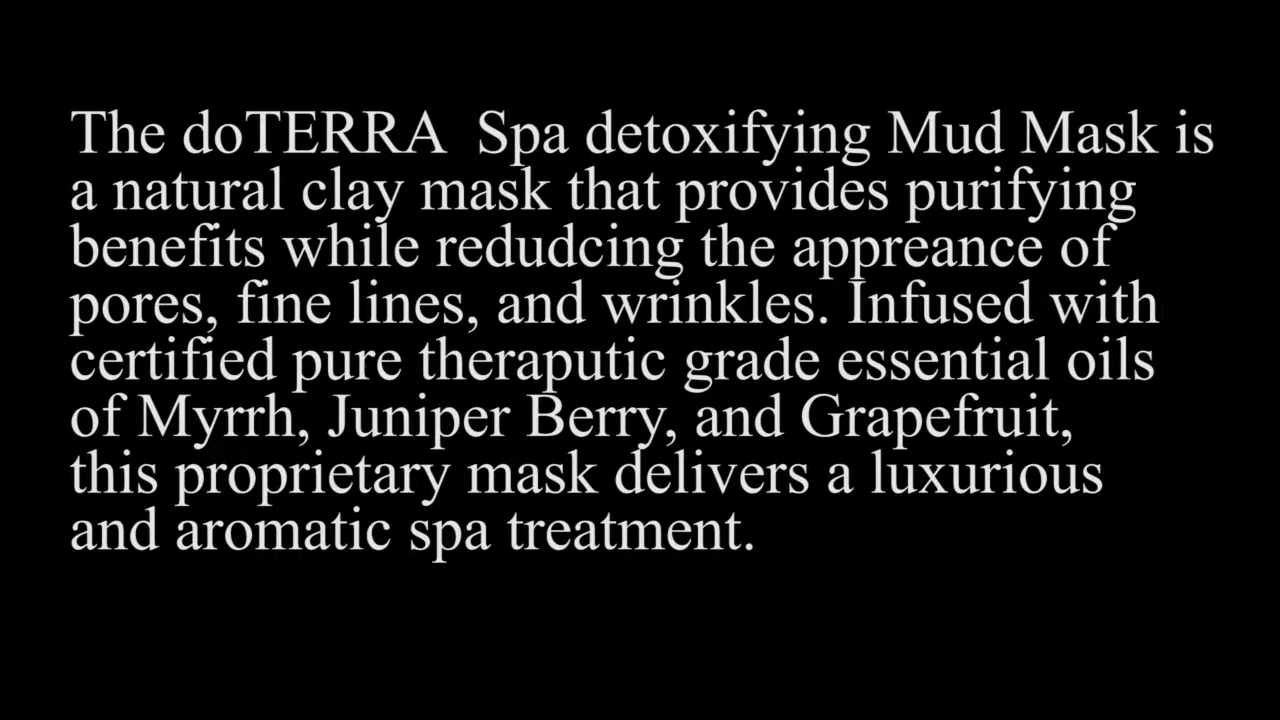 The doTERRA  Spa detoxifying Mud Mask is
a natural clay mask that provides purifying
benefits while redudcing the appreance of
pores, fine lines, and wrinkles. Infused with
certified pure theraputic grade essential oils
of Myrrh, Juniper Berry, and Grapefruit,
this proprietary mask delivers a luxurious
and aromatic spa treatment.